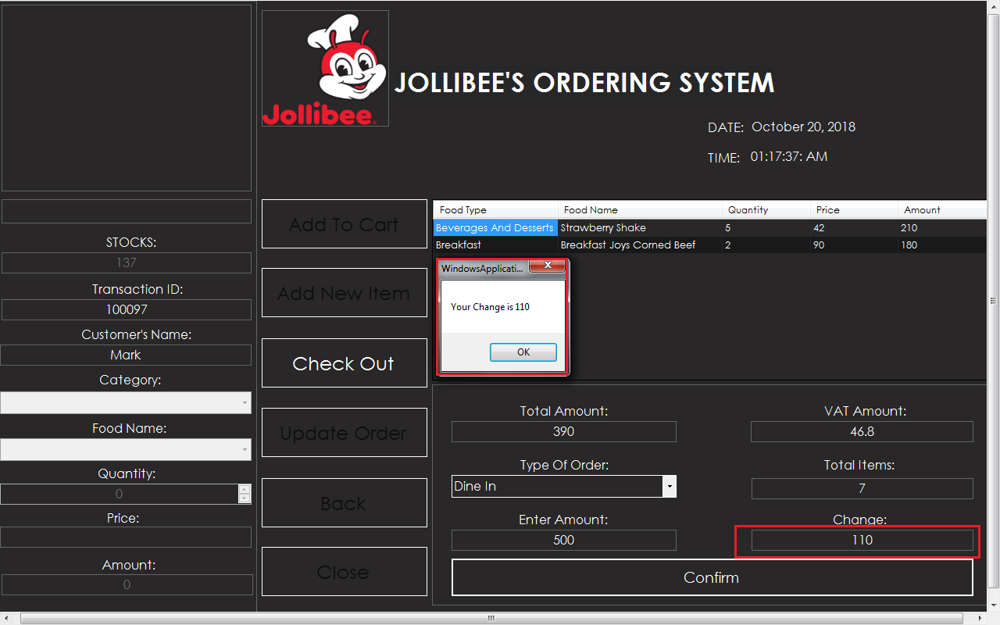 Jollibee
JOLLIBEE'S ORDERING SYSTEM
DATE: October 20, 2018
TIME: 01:17:37: AM
STOCKS:
137
Transaction ID:
100097
Customer's Name:
Mark
Category:
Food Name:
Quantity:
0
Price:
Amount:
0
Add To Cart
Add New Item
Check Out
Update Order
Back
Close
Food Type Food Name Quantity Price Amount
Beverages And Desserts Strawberry Shake 5 42 210
Breakfast Breakfast Joys Corned Beef 2 90 180
WindowsApplicati...
Your Change is 110
OK
Total Amount: VAT Amount:
390 46.8
Type Of Order: Total Items:
Dine In 7
Enter Amount: Change:
500 110
Confirm